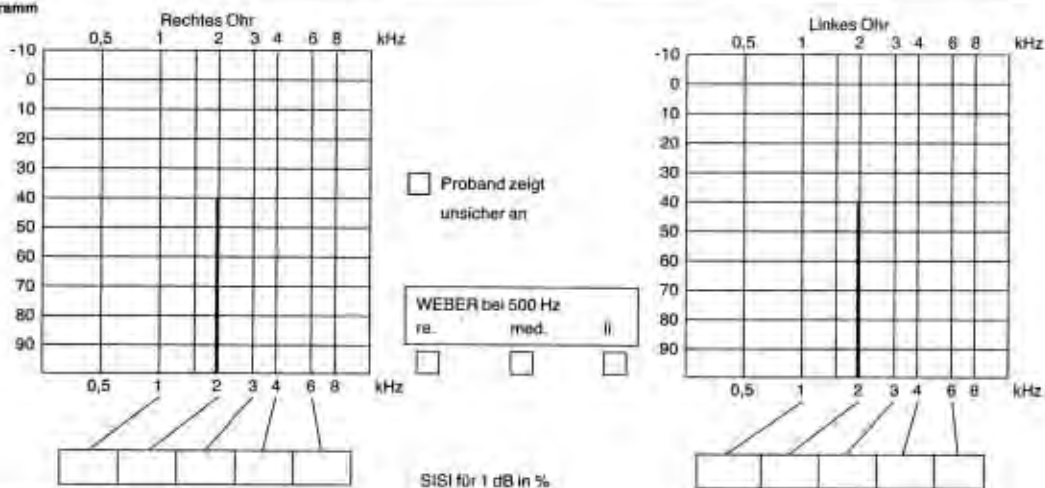 Rechtes Ohr
0,5 1 2 3 4 6 8 kHz
-10
0
10
20
30
40
50
60
70
80
90
0,5 1 2 3 4 6 8 kHz
Proband zeigt
unsicher an
WEBER bei 500 Hz
re. med. li
SISI für 1 dB in %
Linkes Ohr
0,5 1 2 3 4 6 8 kHz
-10
0
10
20
30
40
50
60
70
80
90
0,5 1 2 3 4 6 8 kHz